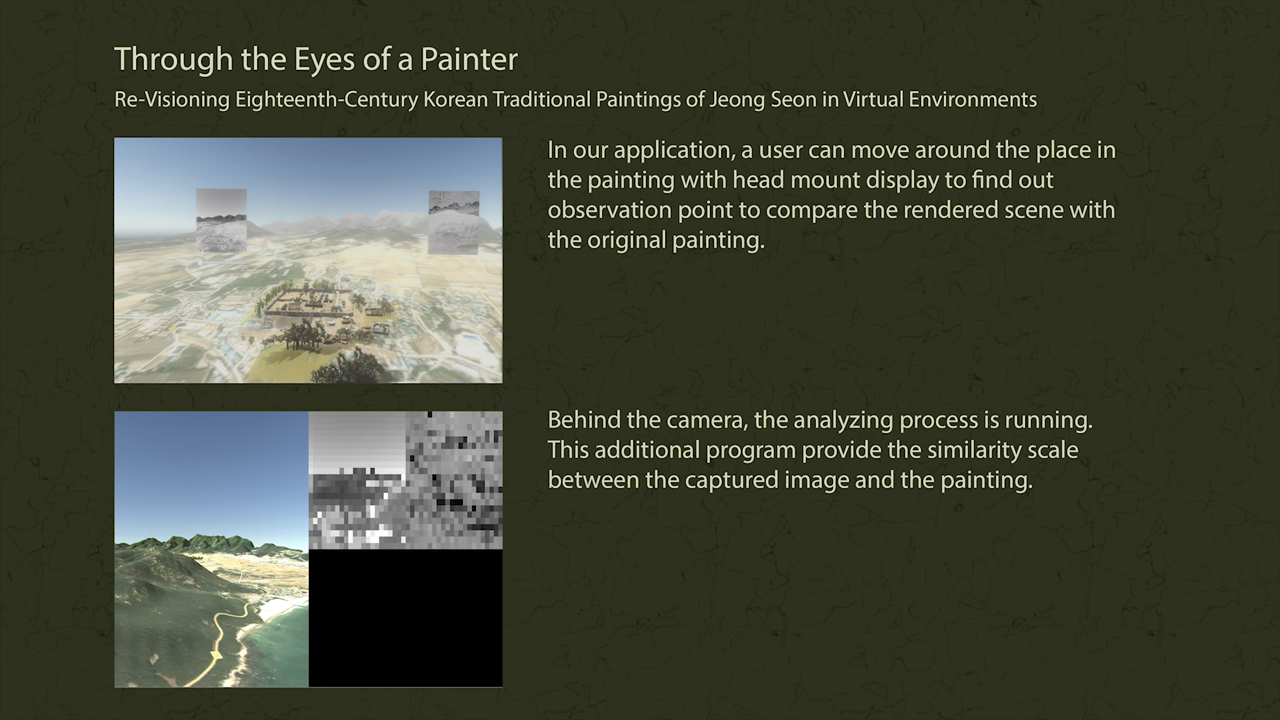 Through the Eyes of a Painter
Re-Visioning Eighteenth-Century Korean Traditional Paintings of Jeong Seon in Virtual Environments
In our application, a user can move around the place in
the painting with head mount display to find out
observation point to compare the rendered scene with
the original painting.
Behind the camera, the analyzing process is running.
This additional program provide the similarity scale
between the captured image and the painting.